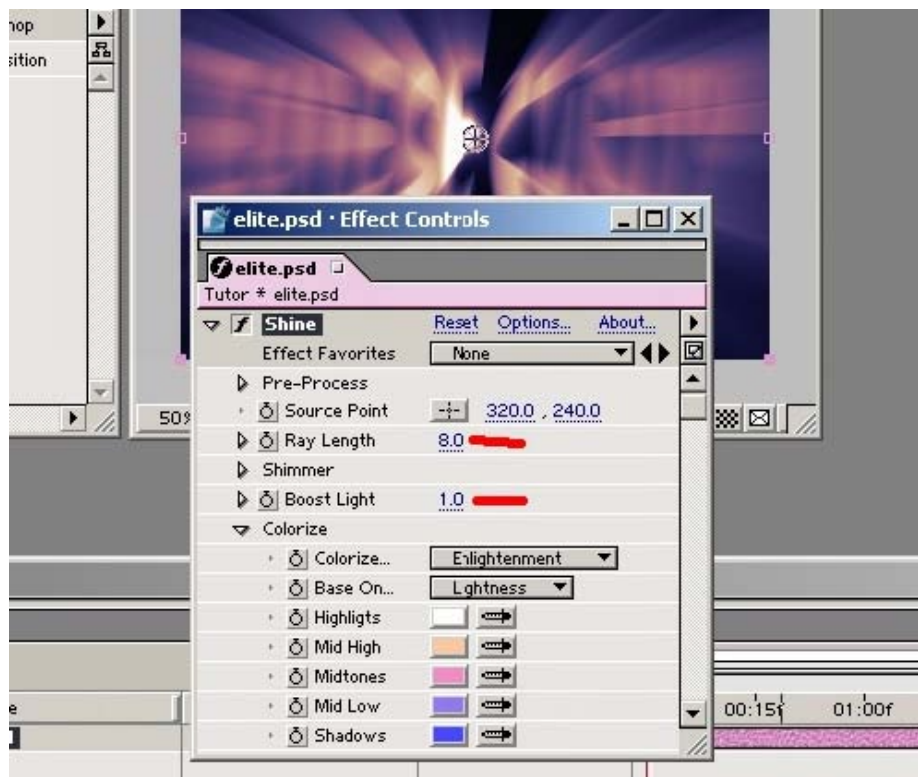 hop
sition
elite.psd · Effect Controls
elite.psd
Tutor * elite.psd
Shine Reset Options... About...
Effect Favorites None
Pre-Process
Source Point 320.0 , 240.0
Ray Length 8.0
Shimmer
Boost Light 1.0
Colorize
Colorize... Enlightenment
Base On... Lightness
Highligts
Mid High
Midtones
Mid Low
Shadows
50%
00:15f 01:00f
e